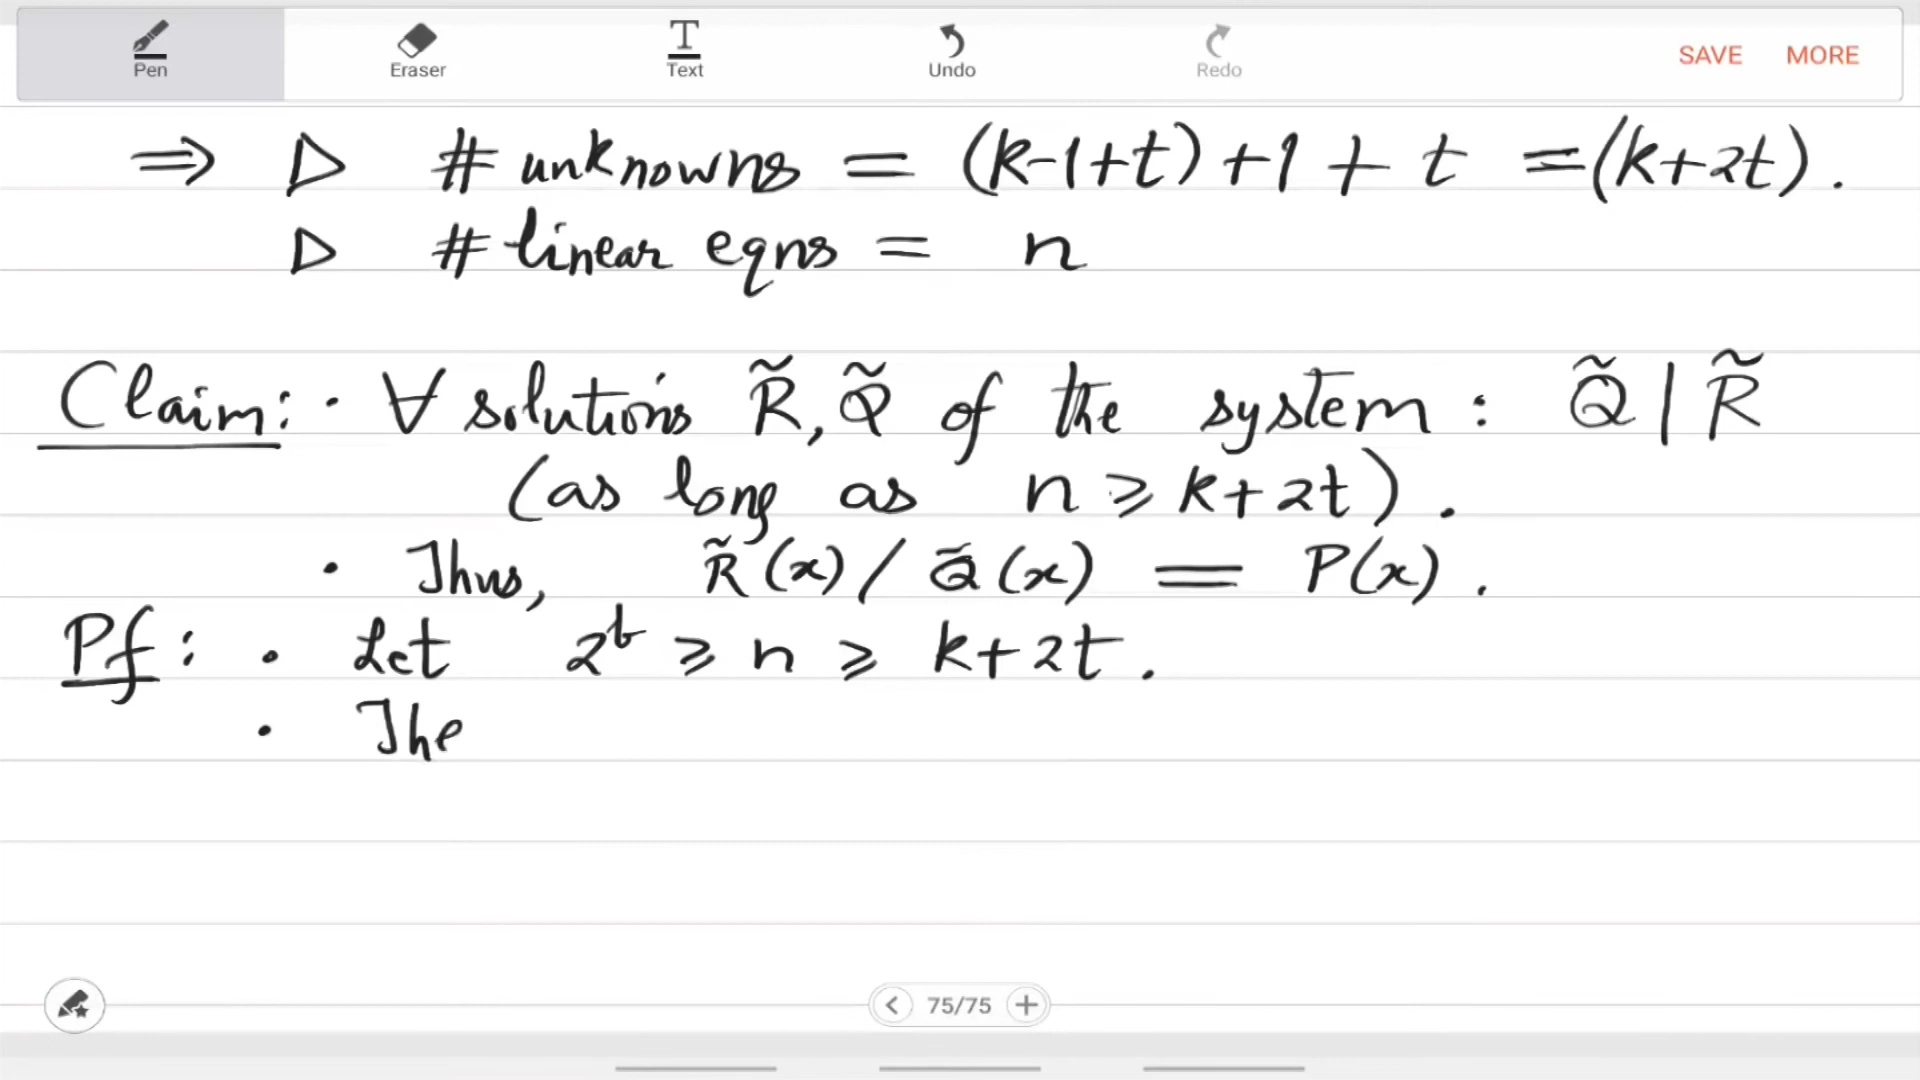 Pen Eraser Text Undo Redo SAVE MORE
⇒ ▷ # unknowns = (k-1+t)+1+t = (k+2t).
▷ # linear eqns = n
Claim: · ∀ solutions R̃, Q̃ of the system : Q̃ | R̃
(as long as n ⩾ k+2t).
· Thus, R̃(x) / Q̃(x) = P(x).
Pf: · Let 2ᵇ ⩾ n ⩾ k+2t.
· The
75/75